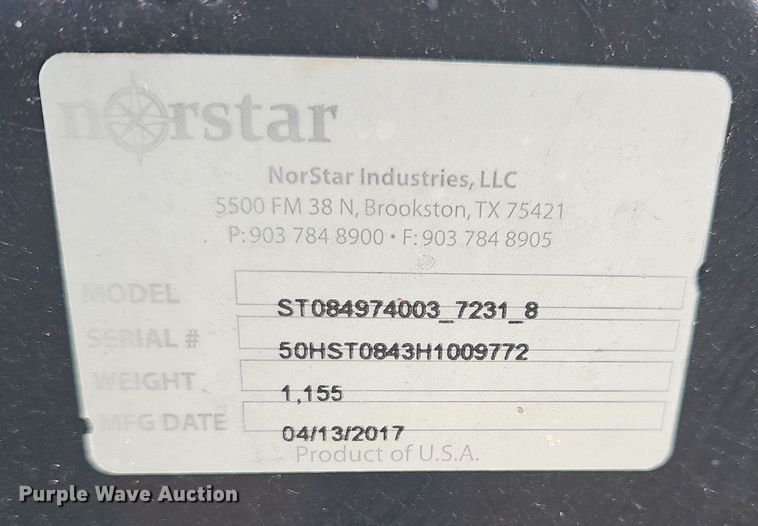 norstar
NorStar Industries, LLC
5500 FM 38 N, Brookston, TX 75421
P: 903 784 8900 • F: 903 784 8905
MODEL ST084974003_7231_8
SERIAL # 50HST0843H1009772
WEIGHT 1,155
MFG DATE 04/13/2017
Product of U.S.A.
Purple Wave Auction